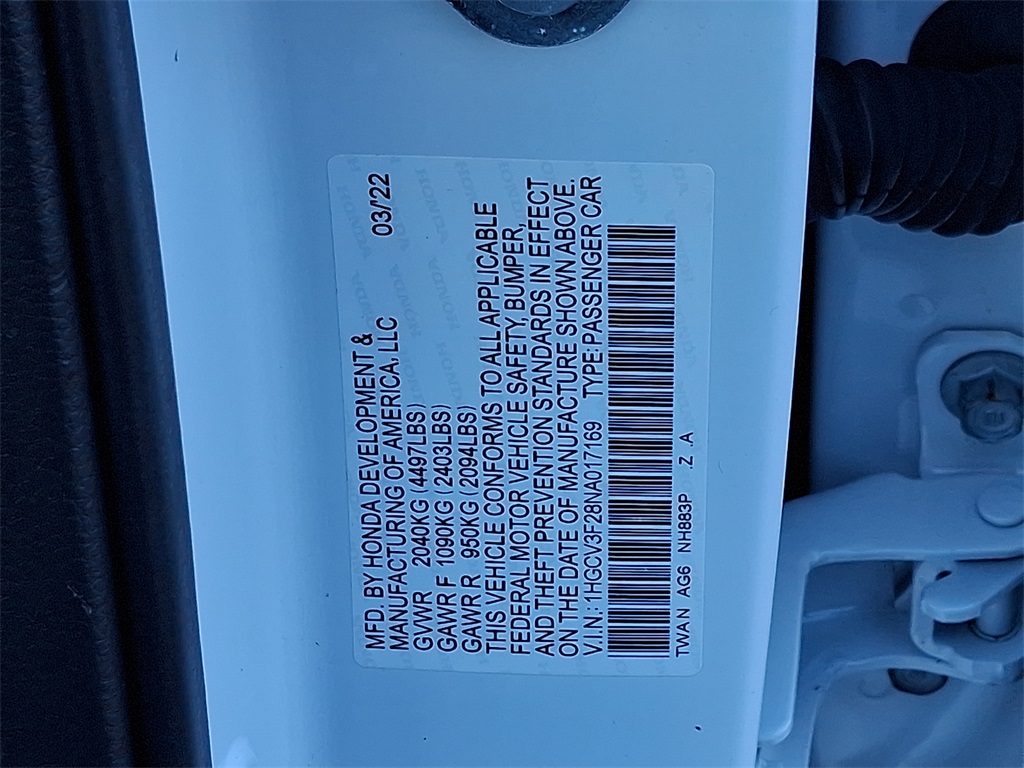 MFD. BY HONDA DEVELOPMENT &
MANUFACTURING OF AMERICA, LLC 03/'22
GVWR 2040KG (4497LBS)
GAWR F 1090KG (2403LBS)
GAWR R 950KG (2094LBS)
THIS VEHICLE CONFORMS TO ALL APPLICABLE
FEDERAL MOTOR VEHICLE SAFETY, BUMPER,
AND THEFT PREVENTION STANDARDS IN EFFECT
ON THE DATE OF MANUFACTURE SHOWN ABOVE.
V.I.N.: 1HGCV3F28NA017169 TYPE: PASSENGER CAR
TWA N AG6 NH883P Z A